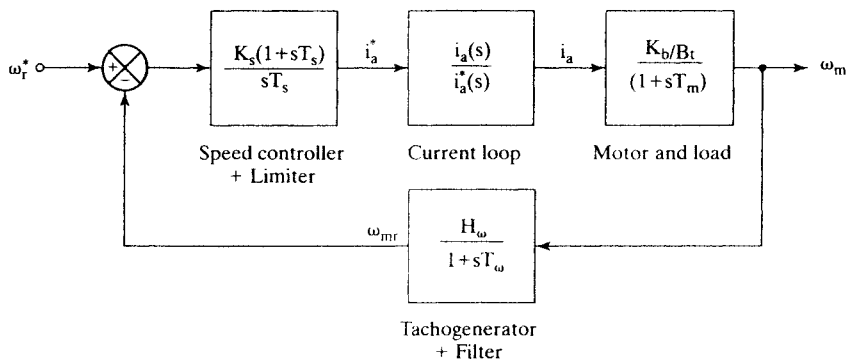 K_s(1+sT_s)
sT_s
i_a^*
i_a(s)
i_a^*(s)
i_a
K_b/B_t
(1+sT_m)
ω_r^*
+
−
ω_m
Speed controller
+ Limiter
Current loop
Motor and load
ω_mr
H_ω
1+sT_ω
Tachogenerator
+ Filter